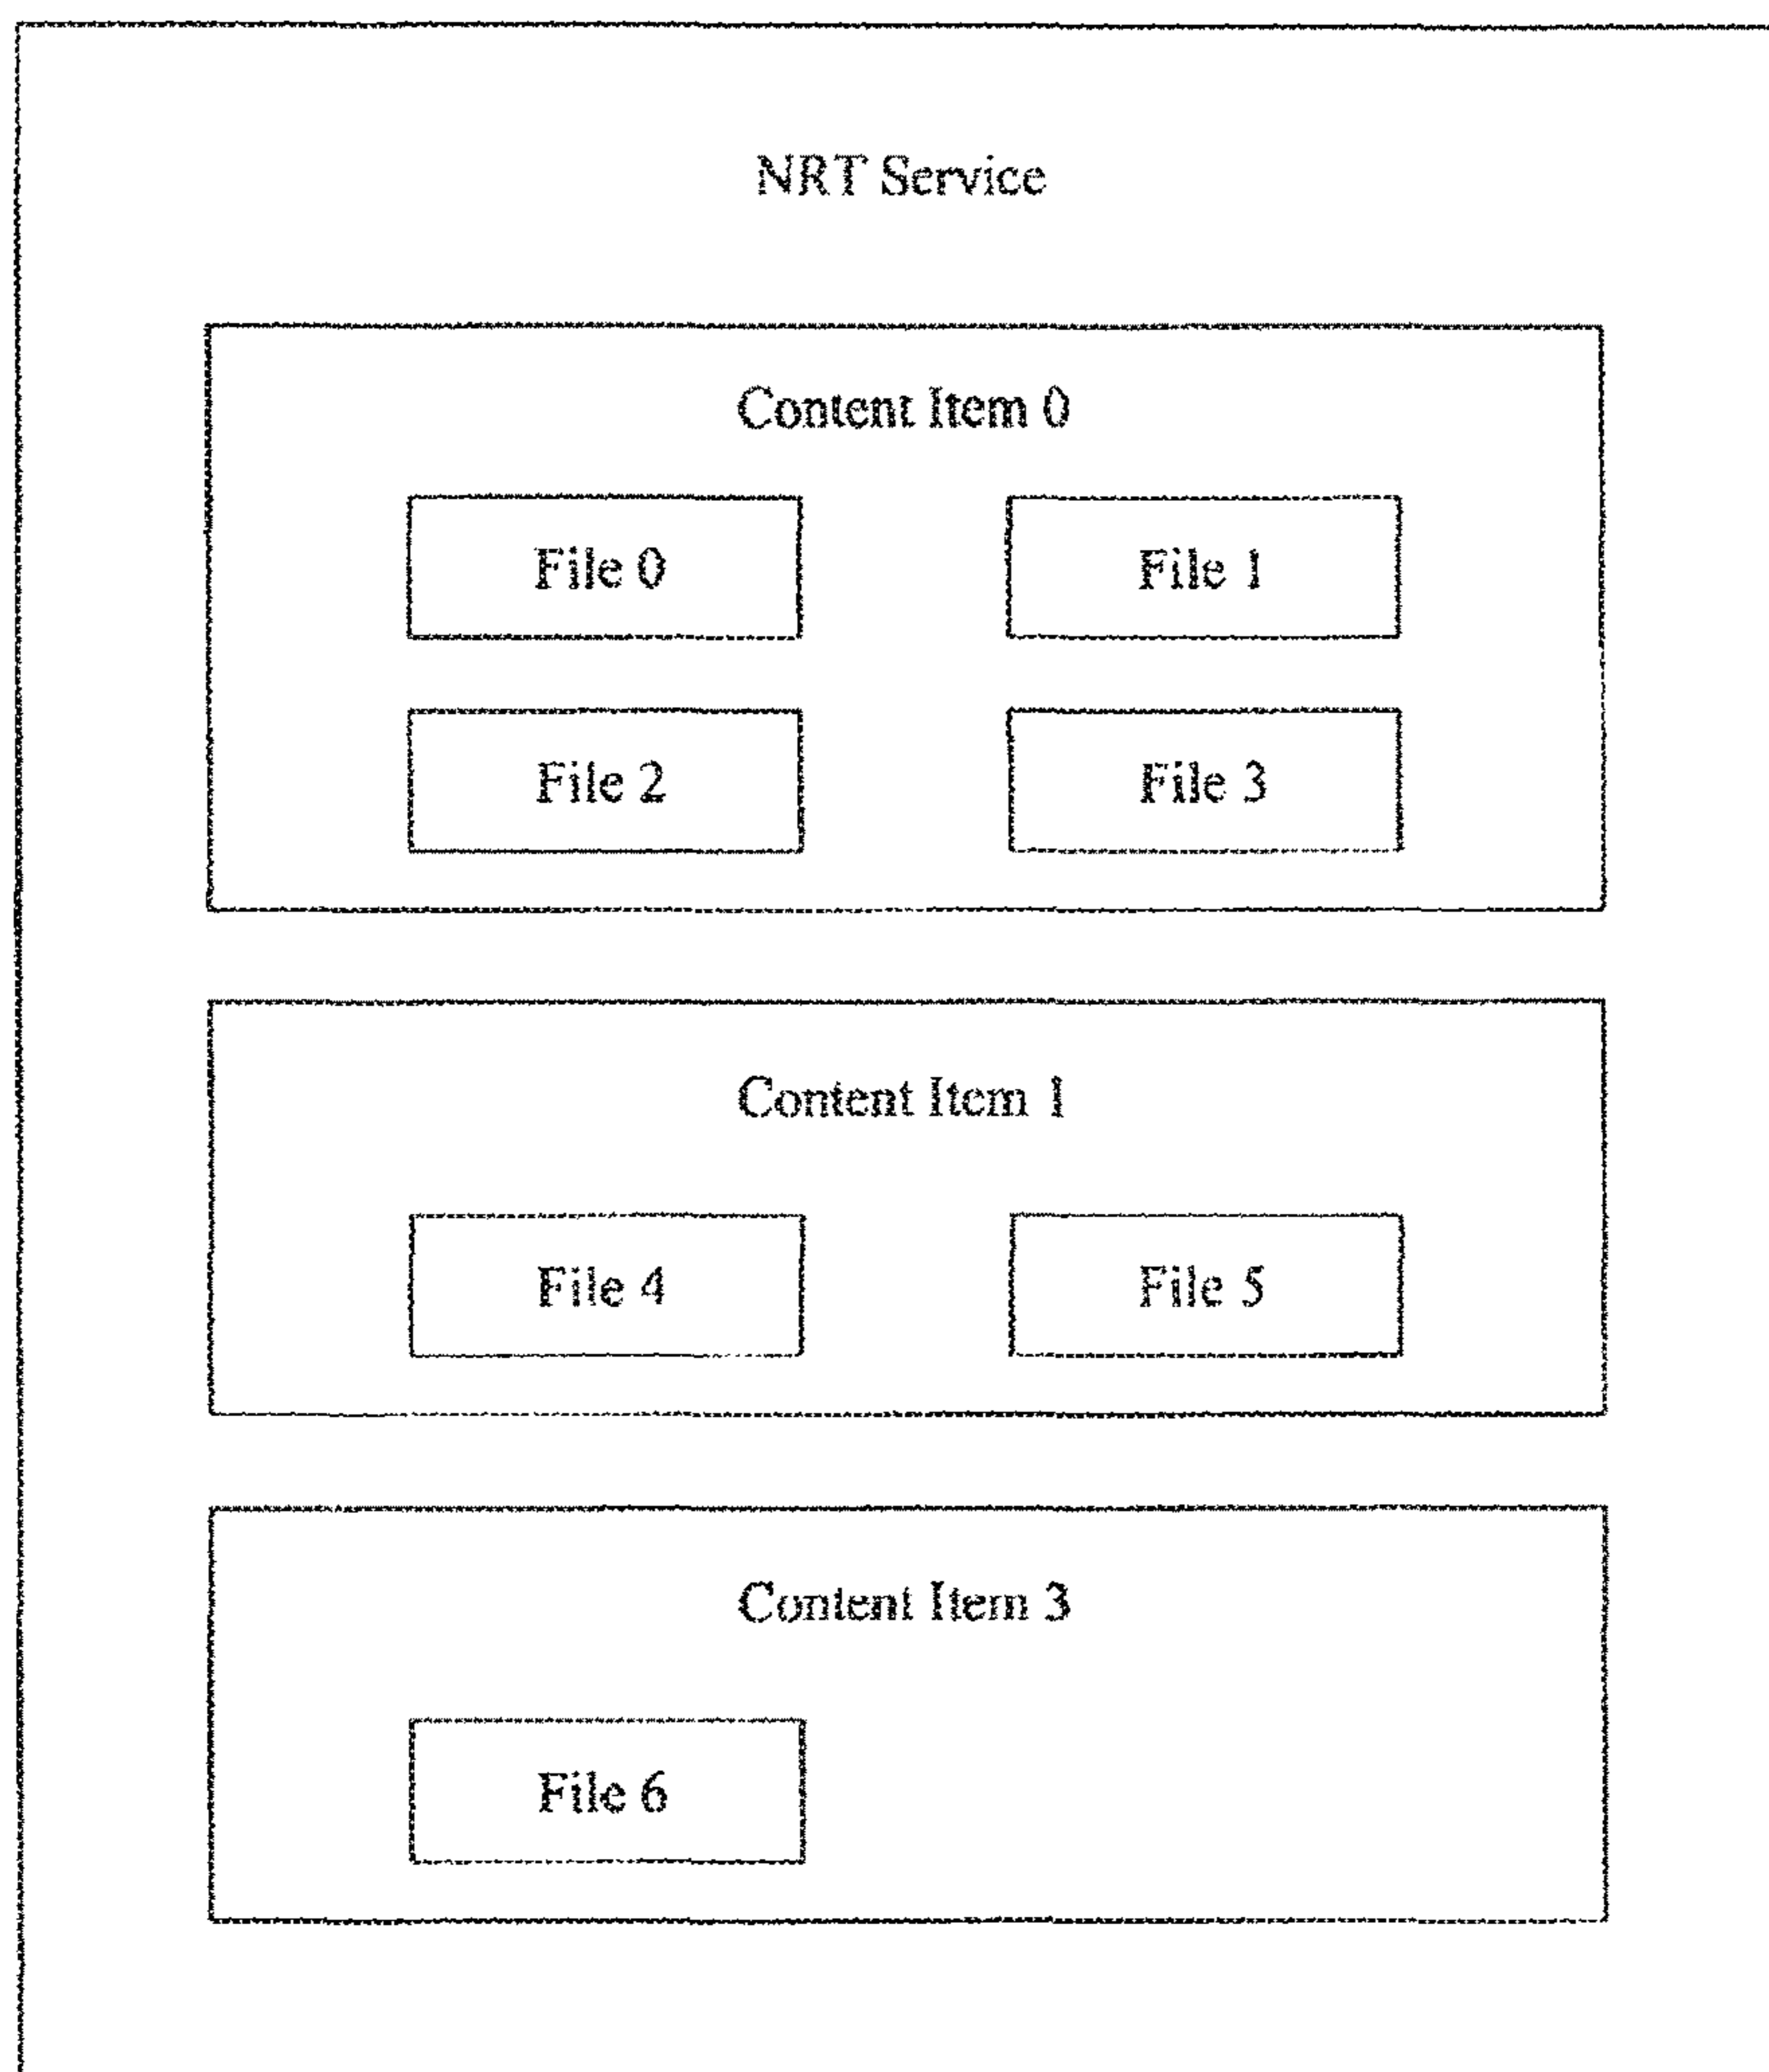 NRT Service
Content Item 0
File 0
File 1
File 2
File 3
Content Item 1
File 4
File 5
Content Item 3
File 6